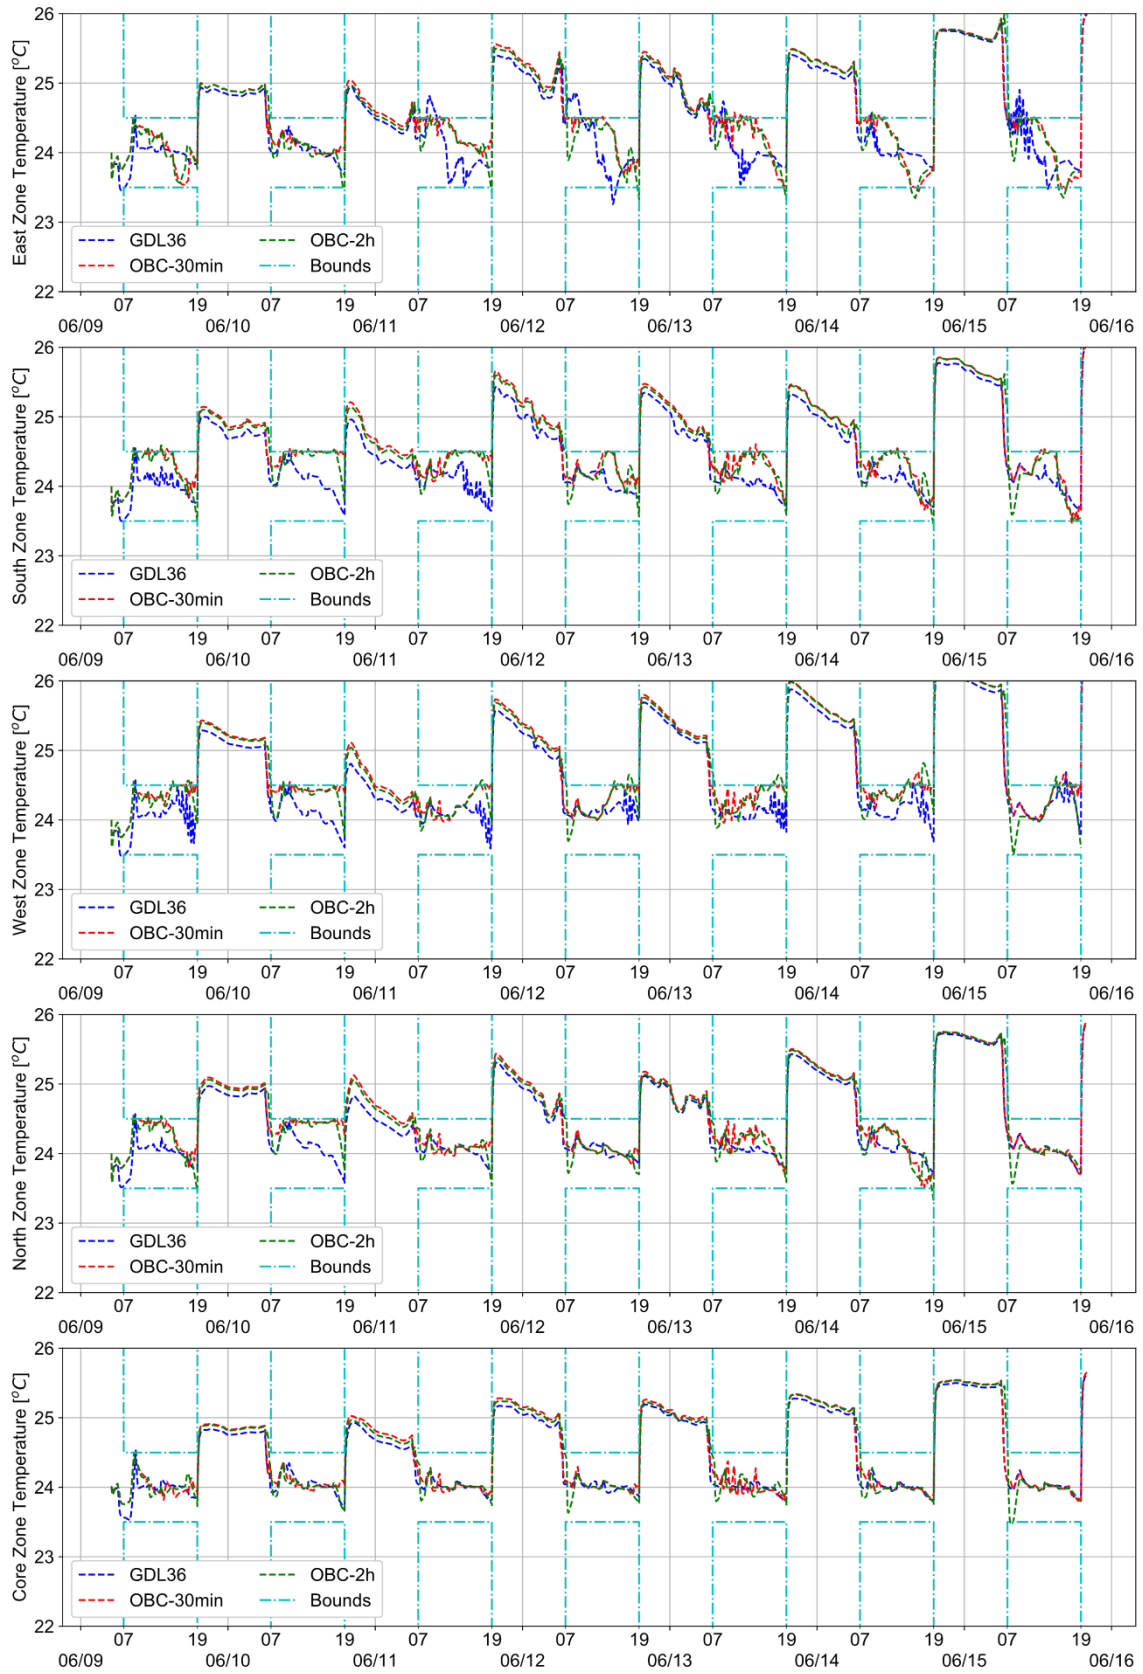 East Zone Temperature [°C]
26
25
24
23
22
GDL36 OBC-2h
OBC-30min Bounds
07 19 07 19 07 19 07 19 07 19 07 19 07 19
06/09 06/10 06/11 06/12 06/13 06/14 06/15 06/16
South Zone Temperature [°C]
26
25
24
23
22
GDL36 OBC-2h
OBC-30min Bounds
07 19 07 19 07 19 07 19 07 19 07 19 07 19
06/09 06/10 06/11 06/12 06/13 06/14 06/15 06/16
West Zone Temperature [°C]
26
25
24
23
22
GDL36 OBC-2h
OBC-30min Bounds
07 19 07 19 07 19 07 19 07 19 07 19 07 19
06/09 06/10 06/11 06/12 06/13 06/14 06/15 06/16
North Zone Temperature [°C]
26
25
24
23
22
GDL36 OBC-2h
OBC-30min Bounds
07 19 07 19 07 19 07 19 07 19 07 19 07 19
06/09 06/10 06/11 06/12 06/13 06/14 06/15 06/16
Core Zone Temperature [°C]
26
25
24
23
22
GDL36 OBC-2h
OBC-30min Bounds
07 19 07 19 07 19 07 19 07 19 07 19 07 19
06/09 06/10 06/11 06/12 06/13 06/14 06/15 06/16